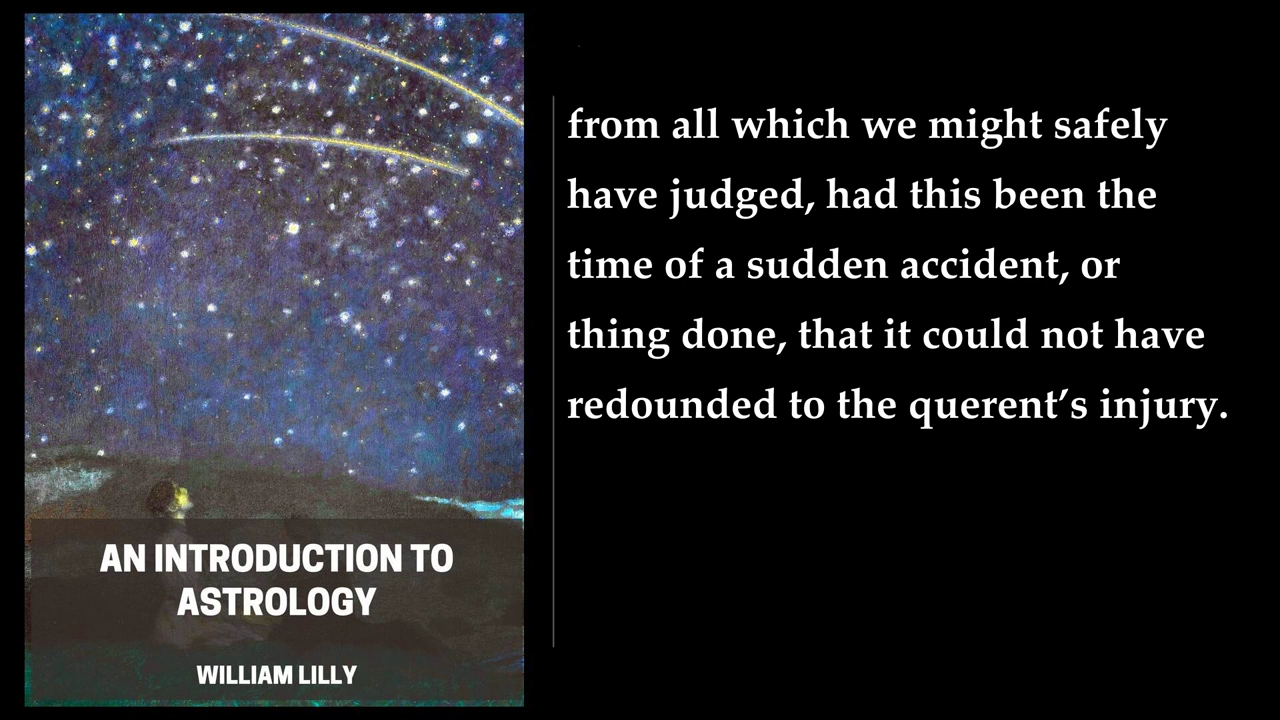 AN INTRODUCTION TO
ASTROLOGY
WILLIAM LILLY
from all which we might safely
have judged, had this been the
time of a sudden accident, or
thing done, that it could not have
redounded to the querent’s injury.